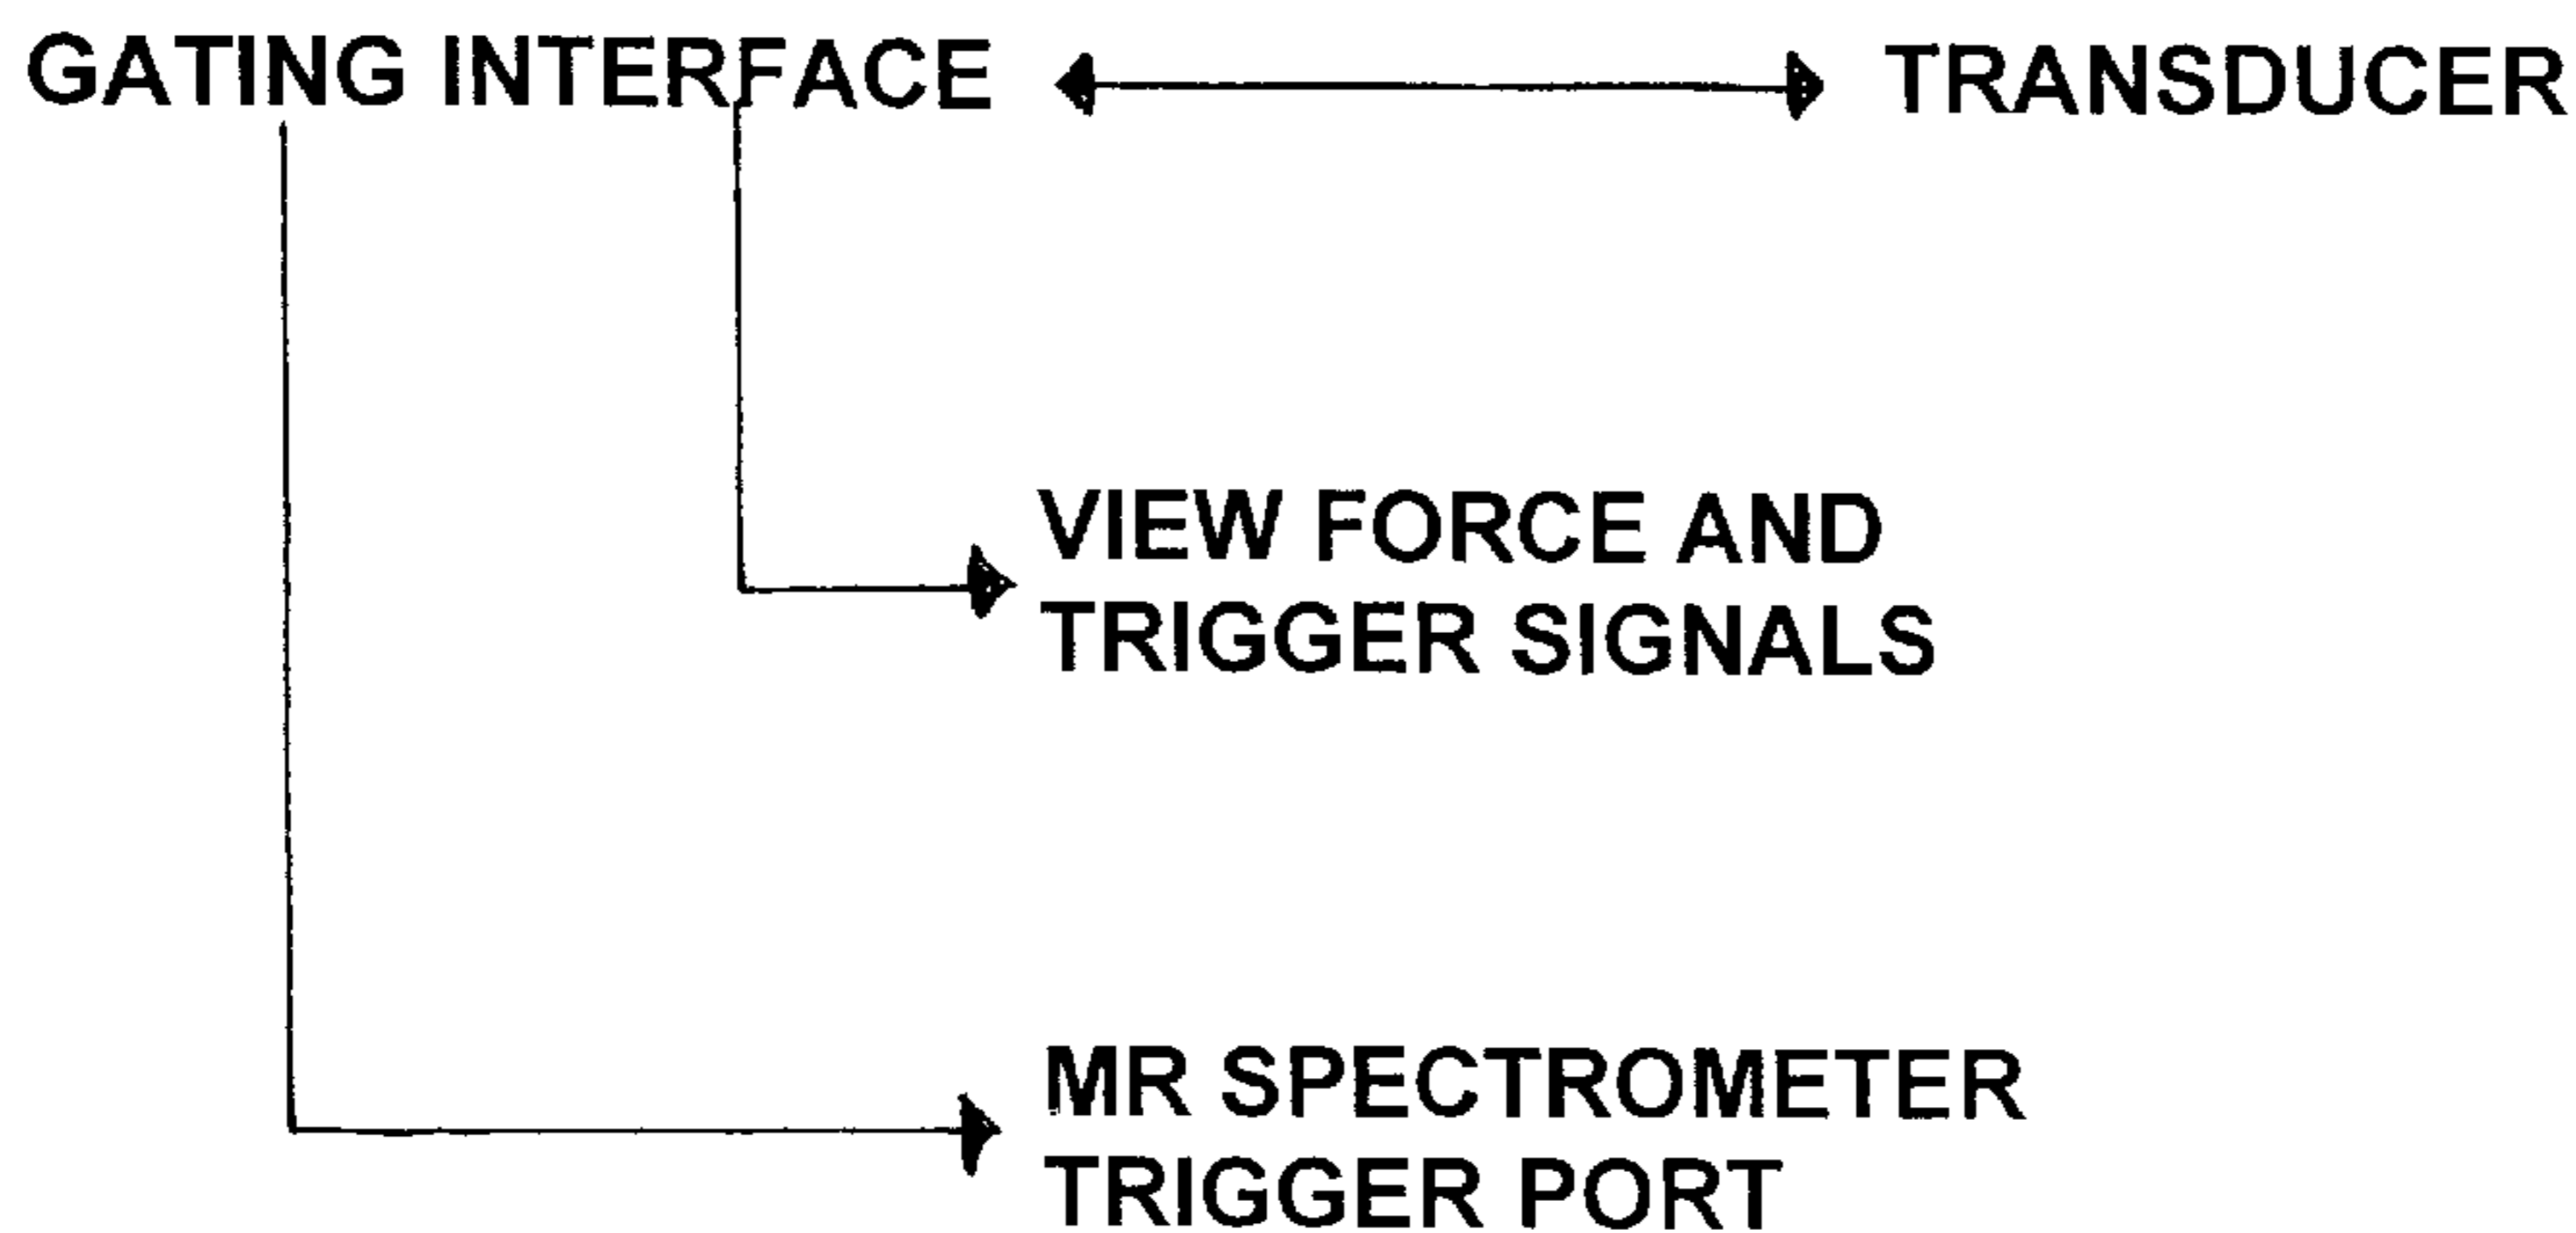 GATING INTERFACE TRANSDUCER
VIEW FORCE AND
TRIGGER SIGNALS
MR SPECTROMETER
TRIGGER PORT